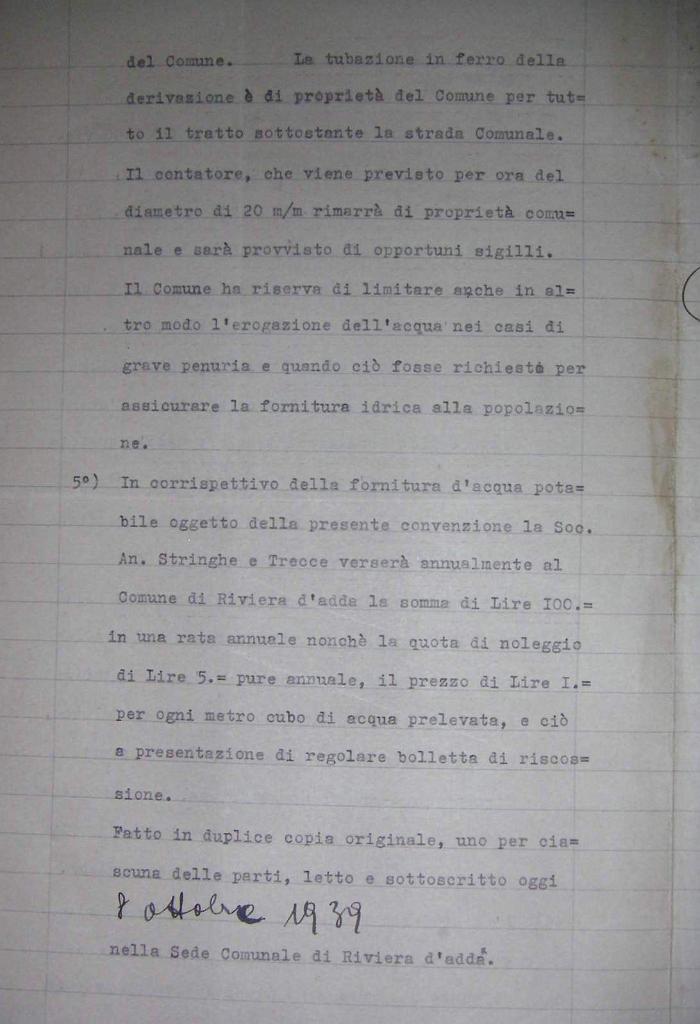 del Comune. La tubazione in ferro della
derivazione è di proprietà del Comune per tut=
to il tratto sottostante la strada Comunale.
Il contatore, che viene previsto per ora del
diametro di 20 m/m rimarrà di proprietà comu=
nale e sarà provvisto di opportuni sigilli.
Il Comune ha riserva di limitare anche in al=
tro modo l'erogazione dell'acqua nei casi di
grave penuria e quando ciò fosse richiesto per
assicurare la fornitura idrica alla popolazio=
ne.
5°) In corrispettivo della fornitura d'acqua pota=
bile oggetto della presente convenzione la Soc.
An. Stringhe e Trecce verserà annualmente al
Comune di Riviera d'adda la somma di Lire IOO.=
in una rata annuale nonchè la quota di noleggio
di Lire 5.= pure annuale, il prezzo di Lire I.=
per ogni metro cubo di acqua prelevata, e ciò
a presentazione di regolare bolletta di riscos=
sione.
Fatto in duplice copia originale, uno per cia=
scuna delle parti, letto e sottoscritto oggi
8 ottobre 1939
nella Sede Comunale di Riviera d'adda.